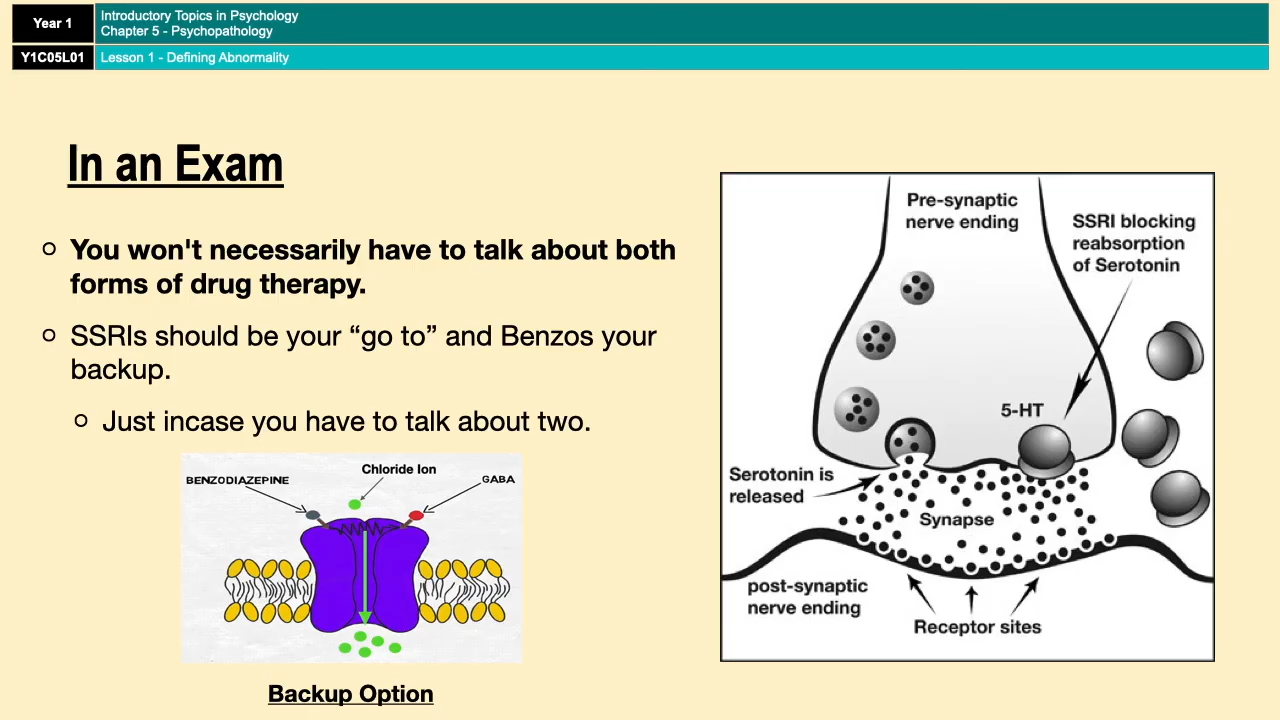 Year 1
Introductory Topics in Psychology
Chapter 5 - Psychopathology
Y1C05L01
Lesson 1 - Defining Abnormality
In an Exam
You won't necessarily have to talk about both
forms of drug therapy.
SSRIs should be your “go to” and Benzos your
backup.
Just incase you have to talk about two.
Chloride Ion
BENZODIAZEPINE
GABA
Backup Option
Pre-synaptic
nerve ending
SSRI blocking
reabsorption
of Serotonin
5-HT
Serotonin is
released
Synapse
post-synaptic
nerve ending
Receptor sites